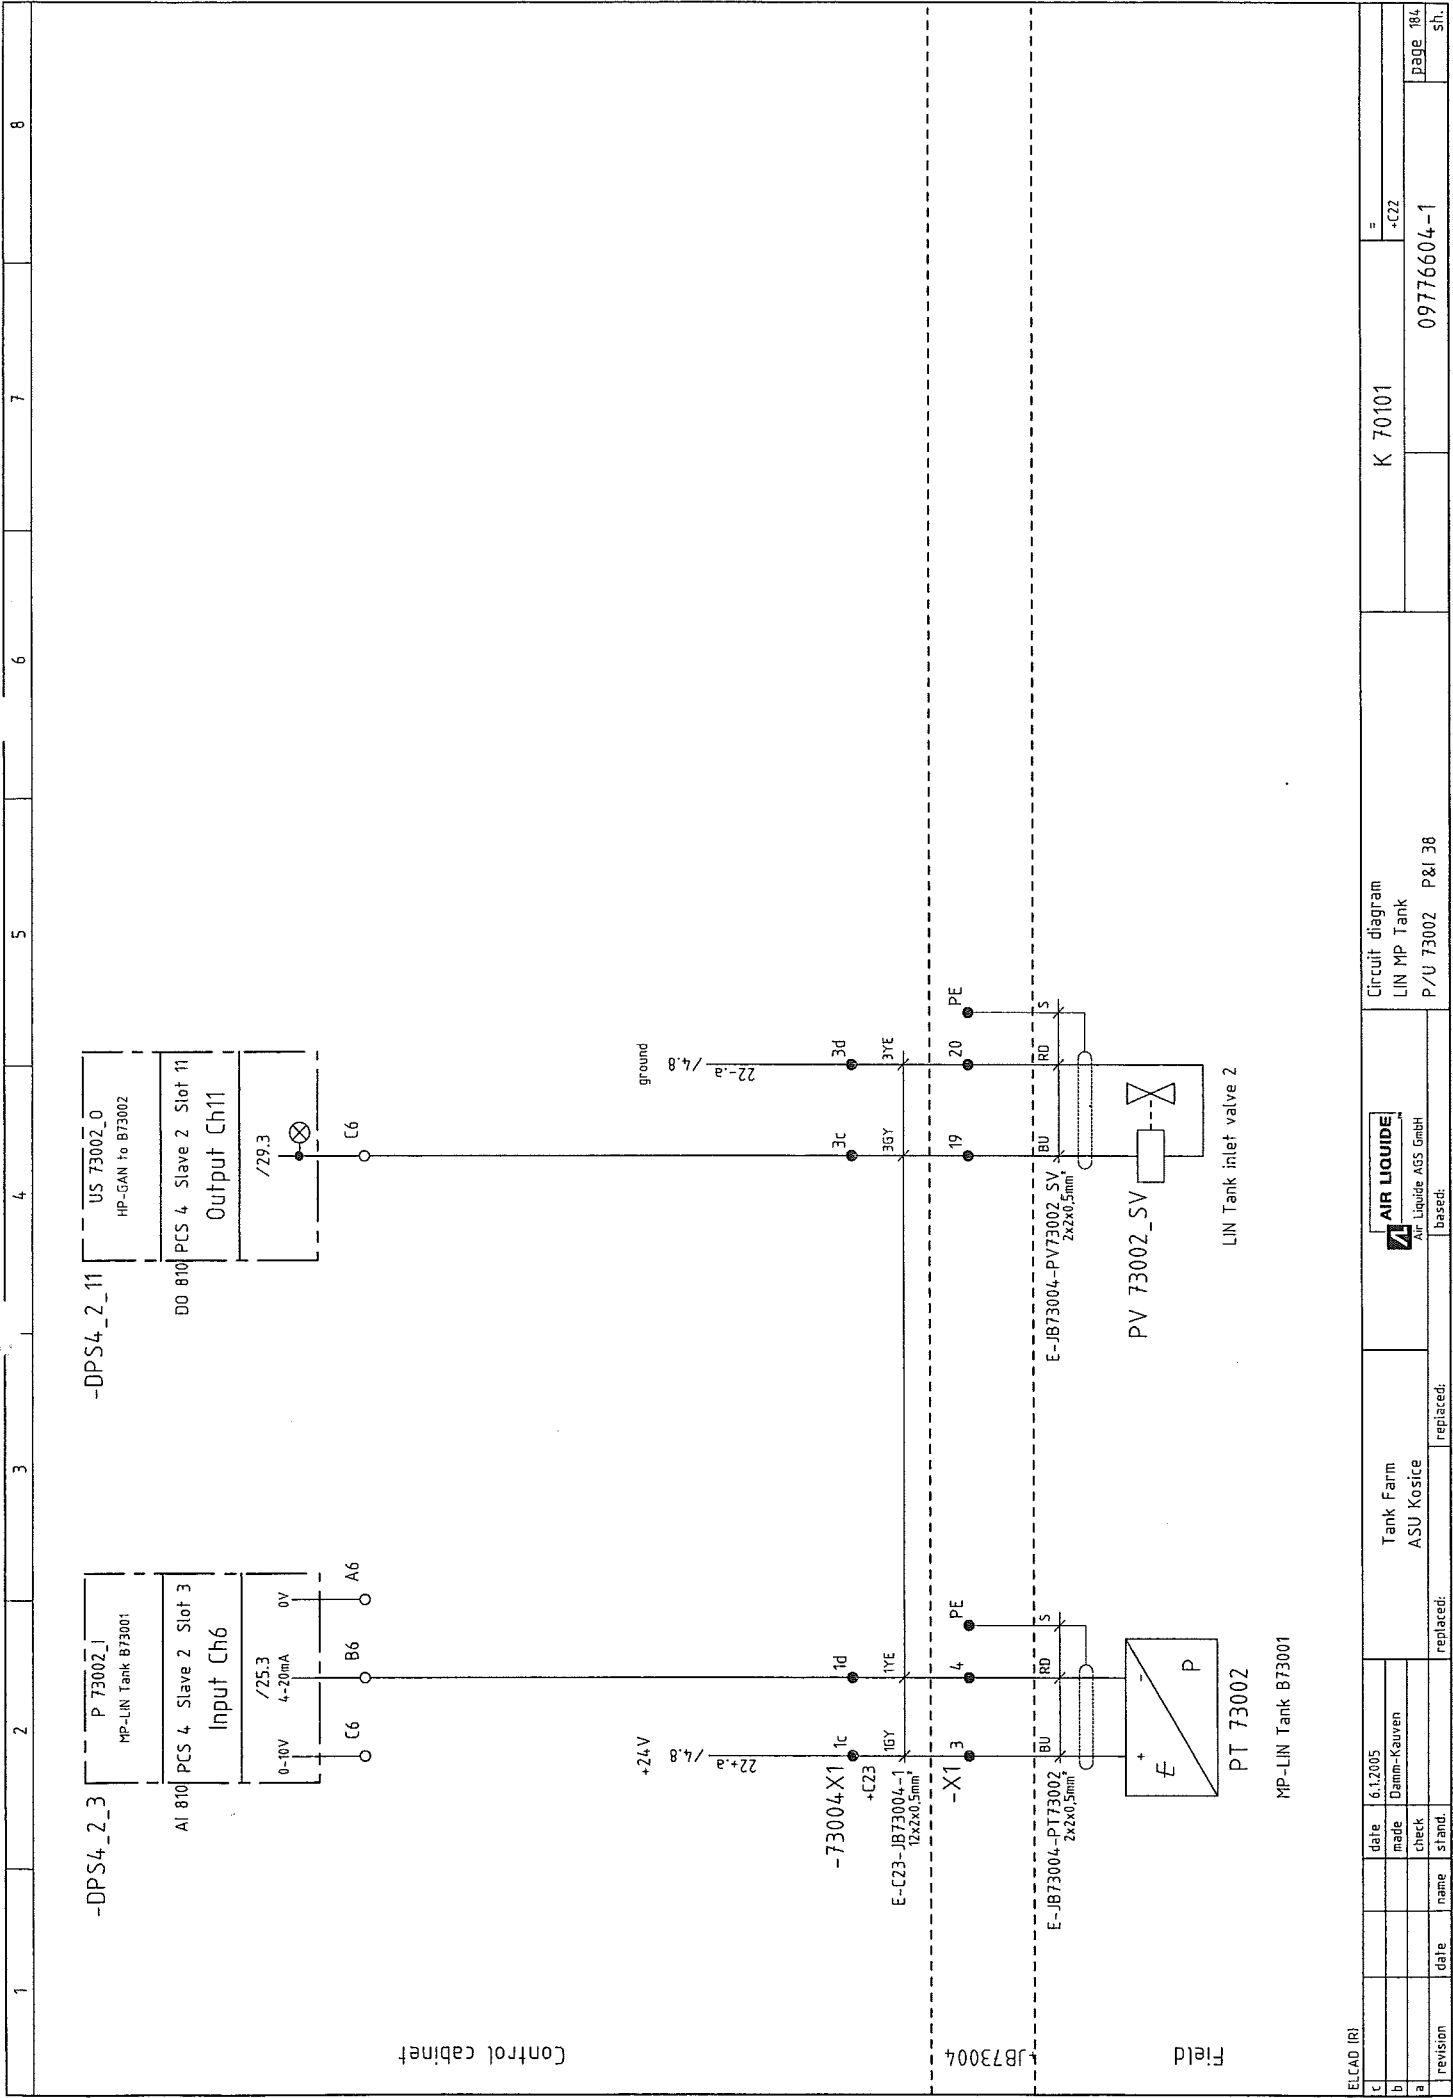 1 2 3 4 5 6 7 8
-DPS4_2_3
P 73002_I
MP-LIN Tank B73001
AI 810 PCS 4 Slave 2 Slot 3
Input Ch6
/25.3
0-10V 4-20mA 0V
C6 B6 A6
-DPS4_2_11
US 73002_O
HP-GAN to B73002
DO 810 PCS 4 Slave 2 Slot 11
Output Ch11
/29.3
C6
Control cabinet
+24V
/4.8
22+.a
ground
/4.8
22-.a
-73004X1 1c 1d 3c 3d
+C23
1GY 1YE 3GY 3YE
E-C23-JB73004-1
12x2x0,5mm²
+JB73004
-X1 3 4 PE 19 20 PE
BU RD S BU RD S
E-JB73004-PT73002
2x2x0,5mm²
E-JB73004-PV73002_SV
2x2x0,5mm²
Field
+ -
E P
PT 73002
MP-LIN Tank B73001
PV 73002_SV
LIN Tank inlet valve 2
ELCAD (R)
c
b
a
revision date name
date 6.1.2005
made Damm-Kauven
check
stand.
Tank Farm
ASU Kosice
replaced: replaced: based:
AIR LIQUIDE
Air Liquide AGS GmbH
Circuit diagram
LIN MP Tank
P/U 73002 P&I 38
K 70101
=
+C22
09776604-1
page 184
sh.